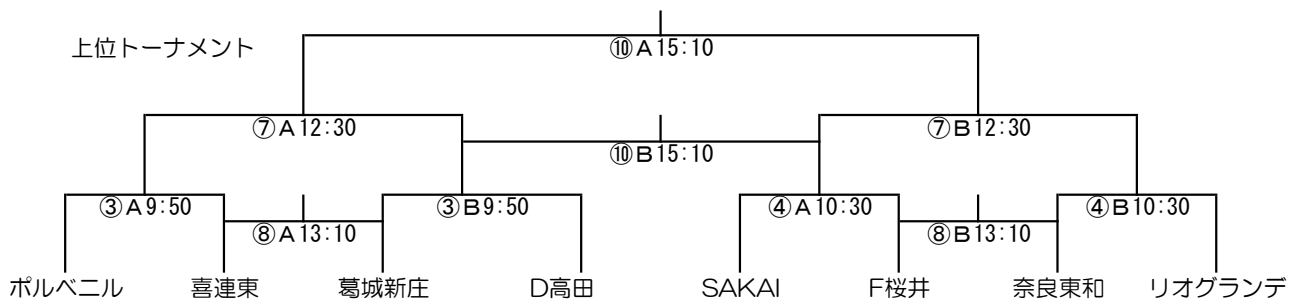 上位トーナメント
⑩A15:10
⑦A12:30
⑦B12:30
⑩B15:10
③A9:50
③B9:50
④A10:30
④B10:30
⑧A13:10
⑧B13:10
ポルベニル 喜連東 葛城新庄 D高田 SAKAI F桜井 奈良東和 リオグランデ